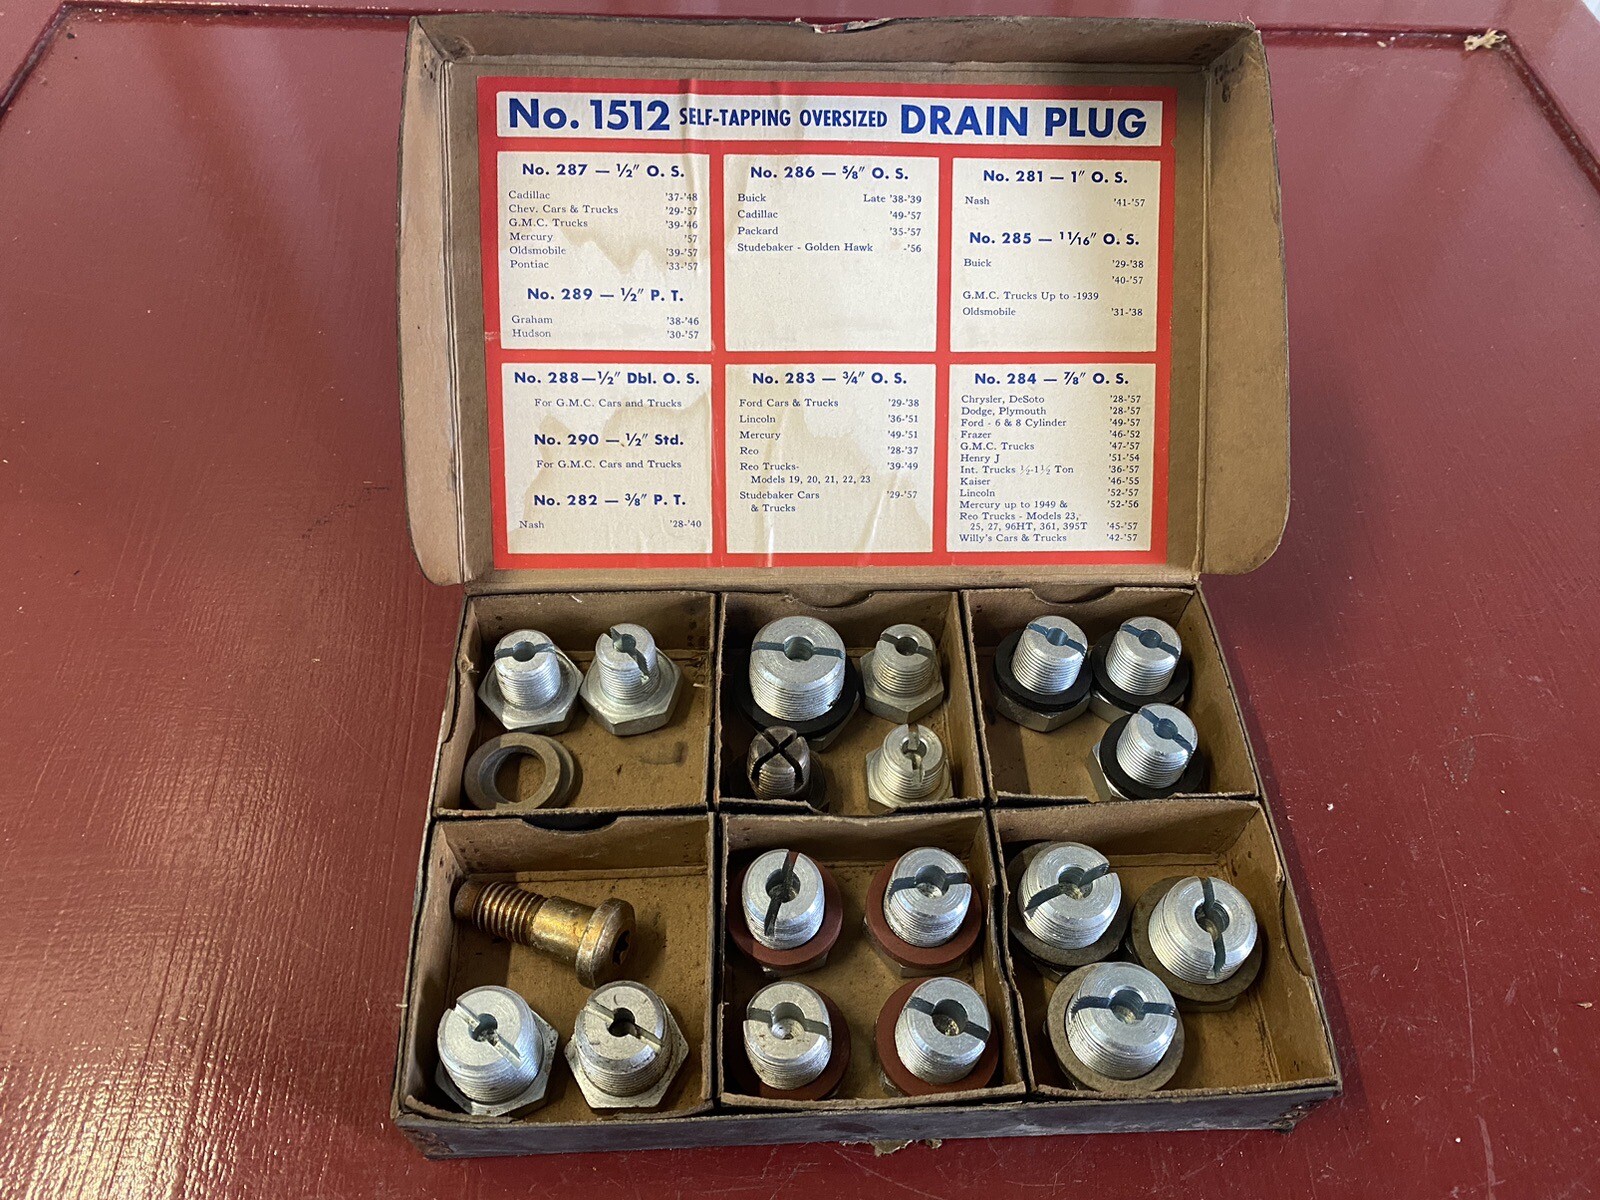 No. 1512 SELF-TAPPING OVERSIZED DRAIN PLUG
No. 287 — ½″ O. S.
Cadillac '37-'48
Chev. Cars & Trucks '29-'57
G.M.C. Trucks '39-'46
Mercury '57
Oldsmobile '39-'57
Pontiac '33-'57
No. 289 — ½″ P. T.
Graham '38-'46
Hudson '30-'57
No. 286 — ⅝″ O. S.
Buick Late '38-'39
Cadillac '49-'57
Packard '35-'57
Studebaker - Golden Hawk -'56
No. 281 — 1″ O. S.
Nash '41-'57
No. 285 — 1 1/16″ O. S.
Buick '29-'38
'40-'57
G.M.C. Trucks Up to -1939
Oldsmobile '31-'38
No. 288—½″ Dbl. O. S.
For G.M.C. Cars and Trucks
No. 290 — ½″ Std.
For G.M.C. Cars and Trucks
No. 282 — ⅜″ P. T.
Nash '28-'40
No. 283 — ¾″ O. S.
Ford Cars & Trucks '29-'38
Lincoln '36-'51
Mercury '49-'51
Reo '28-'37
Reo Trucks- '39-'49
Models 19, 20, 21, 22, 23
Studebaker Cars '29-'57
& Trucks
No. 284 — ⅞″ O. S.
Chrysler, DeSoto '28-'57
Dodge, Plymouth '28-'57
Ford - 6 & 8 Cylinder '49-'57
Frazer '46-'52
G.M.C. Trucks '47-'57
Henry J '51-'54
Int. Trucks ½-1½ Ton '36-'57
Kaiser '46-'55
Lincoln '52-'57
Mercury up to 1949 & '52-'56
Reo Trucks - Models 23,
25, 27, 96HT, 361, 395T '45-'57
Willy's Cars & Trucks '42-'57